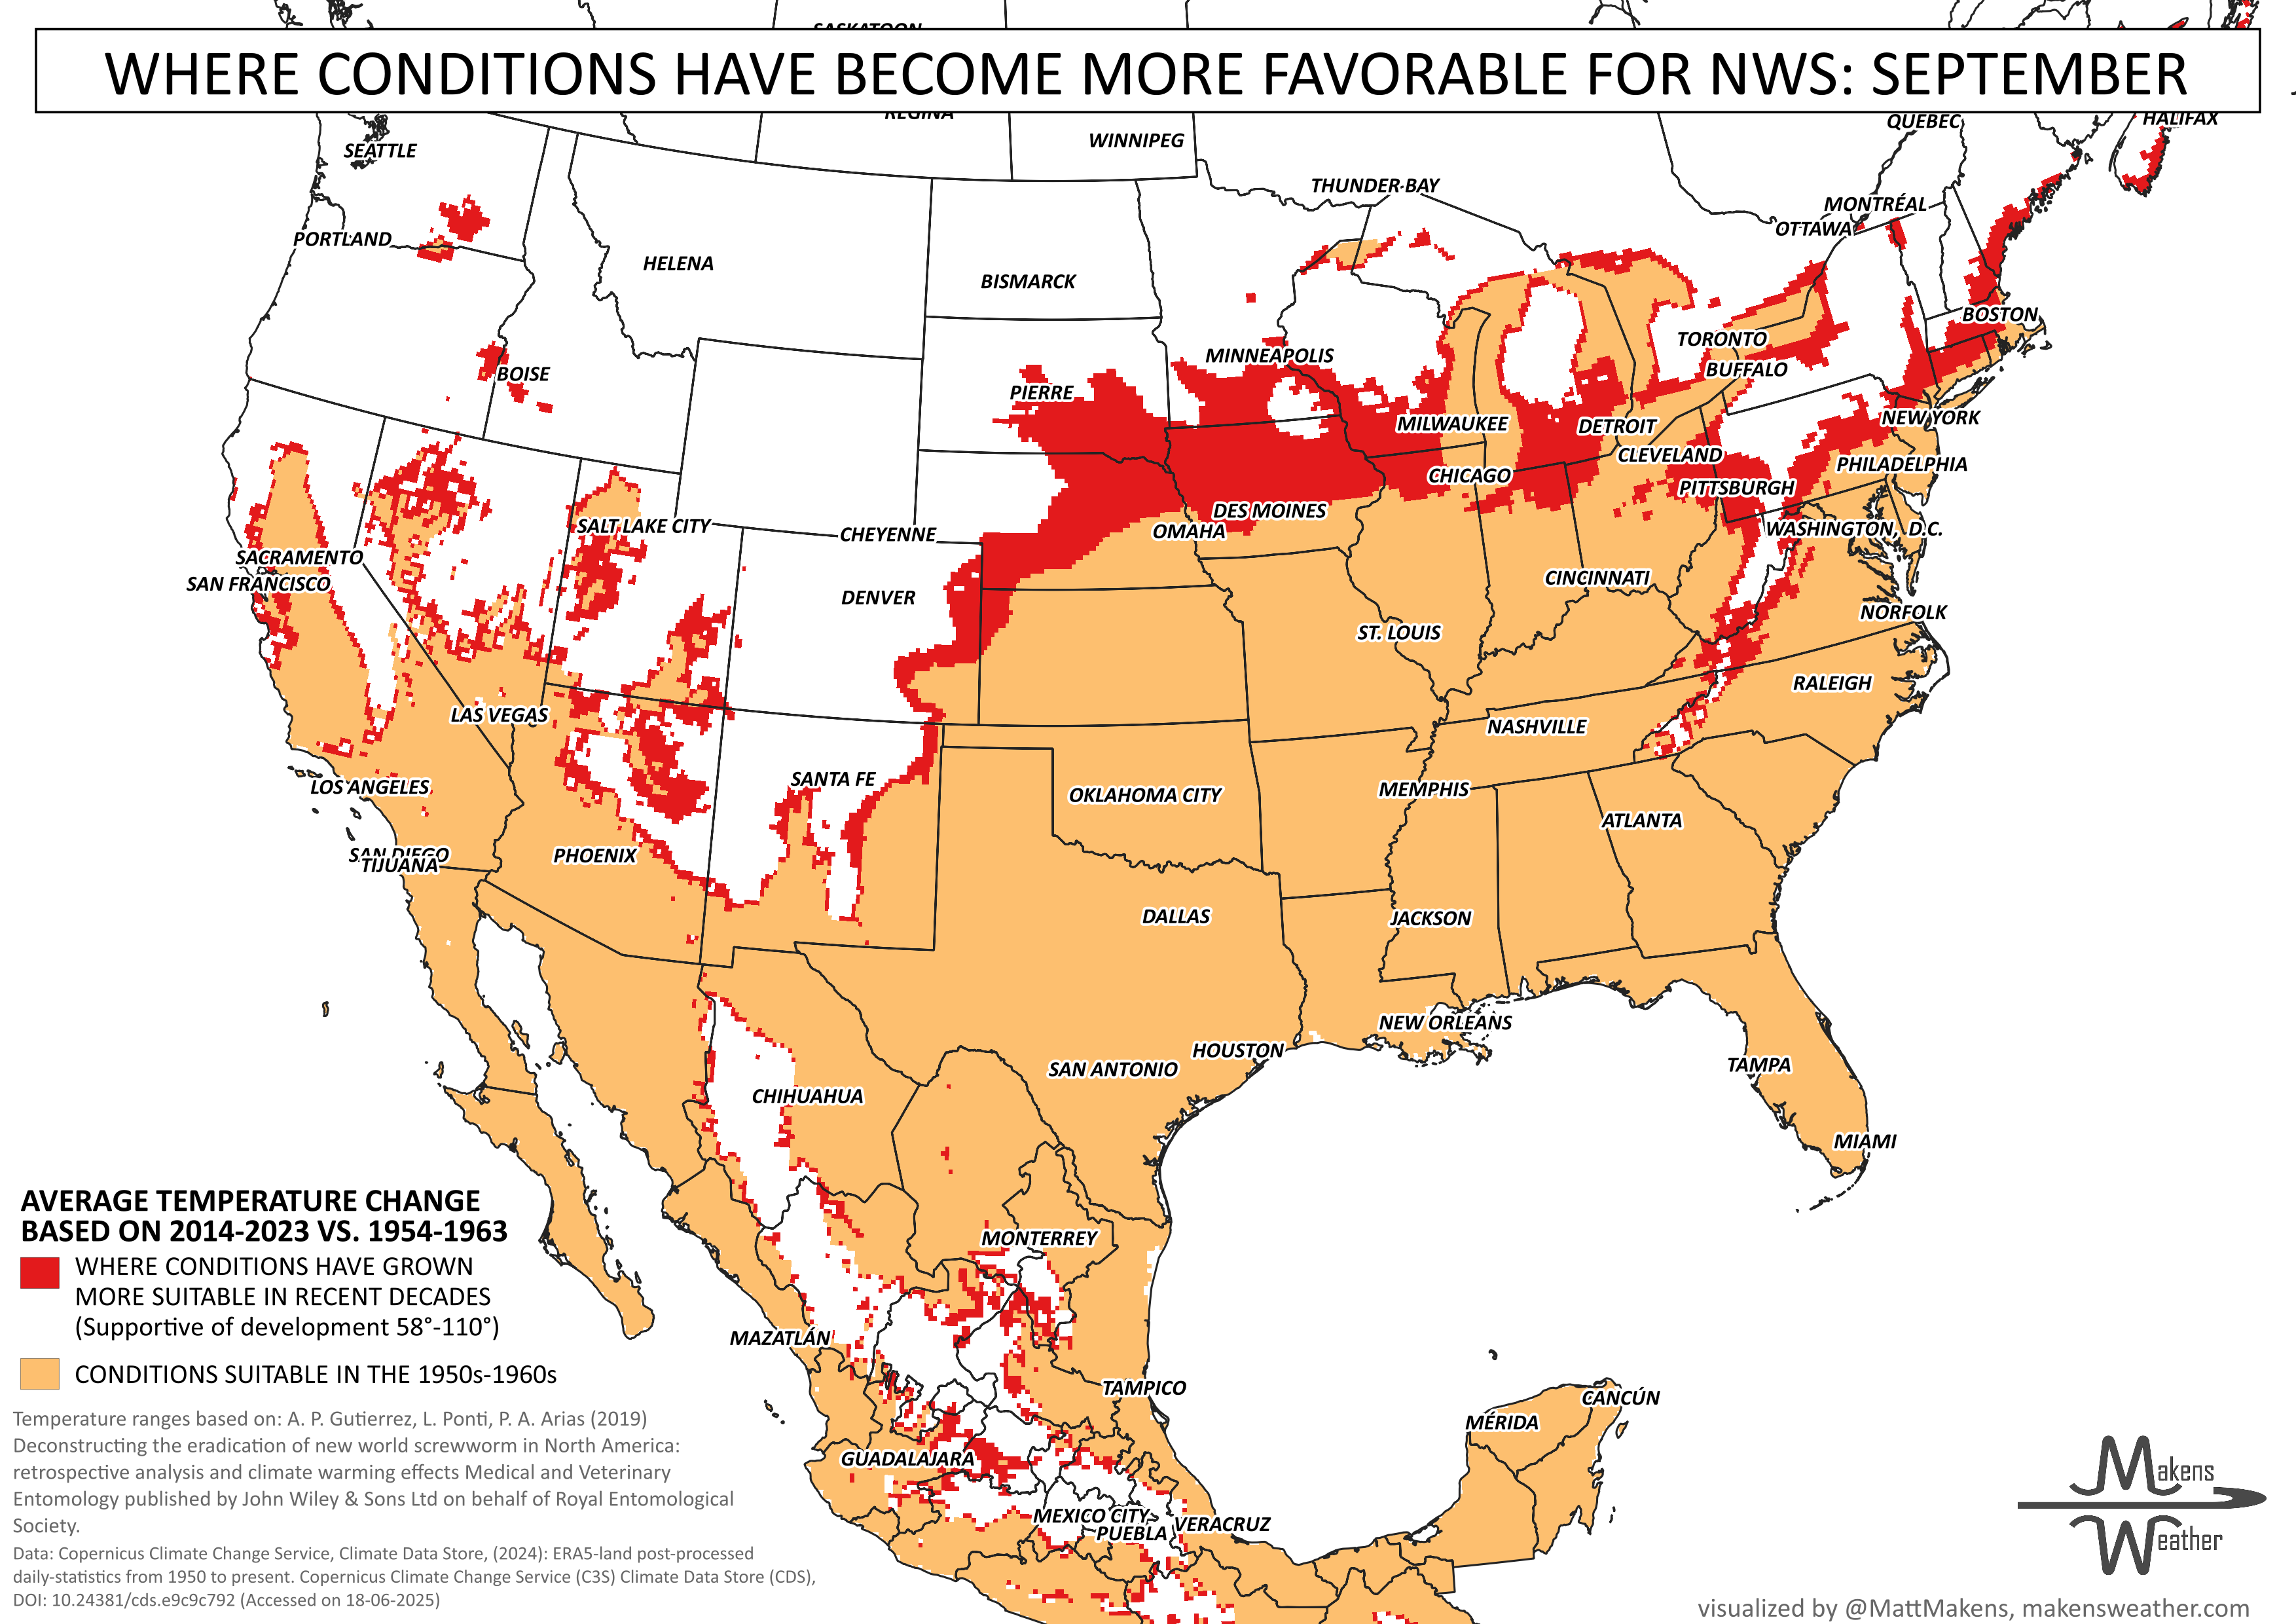 SASKATOON
WHERE CONDITIONS HAVE BECOME MORE FAVORABLE FOR NWS: SEPTEMBER
REGINA
QUEBEC
HALIFAX
WINNIPEG
SEATTLE
THUNDER BAY
MONTRÉAL
OTTAWA
PORTLAND
HELENA
BISMARCK
BOSTON
TORONTO
MINNEAPOLIS
BUFFALO
BOISE
PIERRE
NEW YORK
MILWAUKEE
DETROIT
CLEVELAND
PHILADELPHIA
CHICAGO
PITTSBURGH
DES MOINES
SALT LAKE CITY
OMAHA
WASHINGTON, D.C.
CHEYENNE
SACRAMENTO
CINCINNATI
SAN FRANCISCO
DENVER
NORFOLK
ST. LOUIS
RALEIGH
LAS VEGAS
NASHVILLE
SANTA FE
LOS ANGELES
OKLAHOMA CITY
MEMPHIS
ATLANTA
SAN DIEGO
TIJUANA
PHOENIX
DALLAS
JACKSON
NEW ORLEANS
HOUSTON
SAN ANTONIO
TAMPA
CHIHUAHUA
MIAMI
MONTERREY
MAZATLÁN
TAMPICO
CANCÚN
MÉRIDA
GUADALAJARA
MEXICO CITY
VERACRUZ
PUEBLA
AVERAGE TEMPERATURE CHANGE
BASED ON 2014-2023 VS. 1954-1963
WHERE CONDITIONS HAVE GROWN
MORE SUITABLE IN RECENT DECADES
(Supportive of development 58°-110°)
CONDITIONS SUITABLE IN THE 1950s-1960s
Temperature ranges based on: A. P. Gutierrez, L. Ponti, P. A. Arias (2019)
Deconstructing the eradication of new world screwworm in North America:
retrospective analysis and climate warming effects Medical and Veterinary
Entomology published by John Wiley & Sons Ltd on behalf of Royal Entomological
Society.
Data: Copernicus Climate Change Service, Climate Data Store, (2024): ERA5-land post-processed
daily-statistics from 1950 to present. Copernicus Climate Change Service (C3S) Climate Data Store (CDS),
DOI: 10.24381/cds.e9c9c792 (Accessed on 18-06-2025)
Makens
Weather
visualized by @MattMakens, makensweather.com